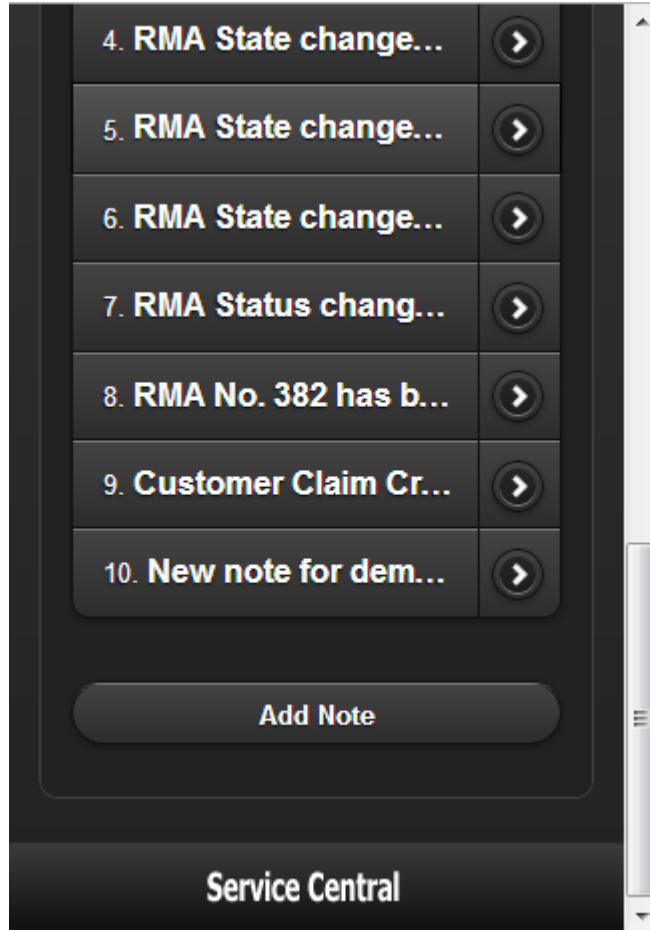 4. RMA State change...
5. RMA State change...
6. RMA State change...
7. RMA Status chang...
8. RMA No. 382 has b...
9. Customer Claim Cr...
10. New note for dem...
Add Note
Service Central